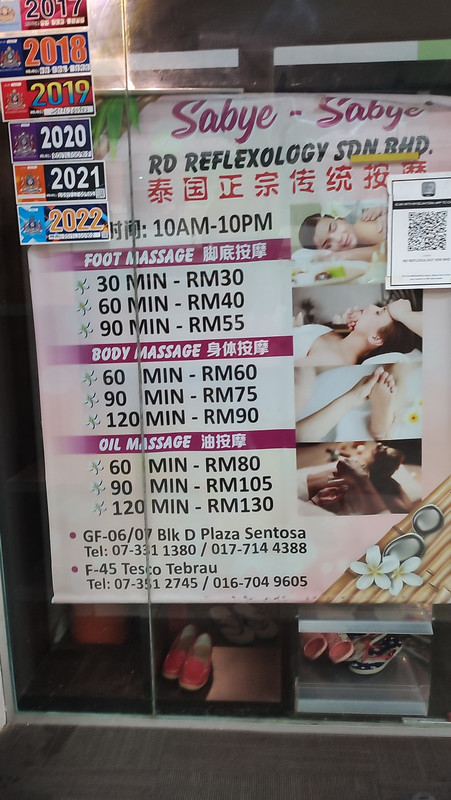 2017
2018
2019
2020
2021
2022
Sabye - Sabye
RD REFLEXOLOGY SDN BHD.
泰国正宗传统按摩
时间: 10AM-10PM
FOOT MASSAGE 脚底按摩
30 MIN - RM30
60 MIN - RM40
90 MIN - RM55
BODY MASSAGE 身体按摩
60 MIN - RM60
90 MIN - RM75
120 MIN - RM90
OIL MASSAGE 油按摩
60 MIN - RM80
90 MIN - RM105
120 MIN - RM130
GF-06/07 Blk D Plaza Sentosa
Tel: 07-331 1380 / 017-714 4388
F-45 Tesco Tebrau
Tel: 07-351 2745 / 016-704 9605